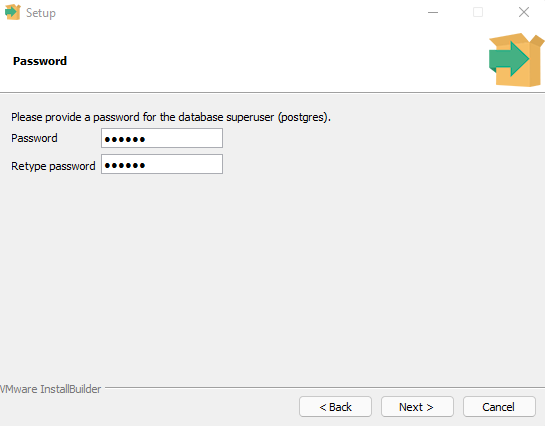 Setup
Password
Please provide a password for the database superuser (postgres).
Password ••••••
Retype password ••••••
VMware InstallBuilder
< Back Next > Cancel